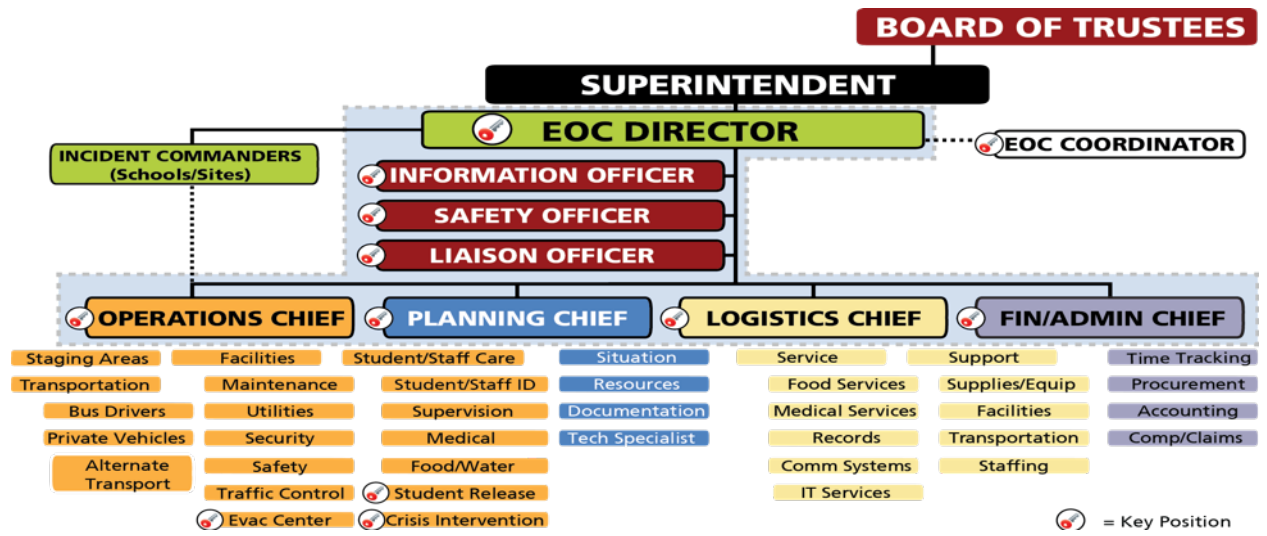 BOARD OF TRUSTEES
SUPERINTENDENT
EOC DIRECTOR
EOC COORDINATOR
INCIDENT COMMANDERS
(Schools/Sites)
INFORMATION OFFICER
SAFETY OFFICER
LIAISON OFFICER
OPERATIONS CHIEF
PLANNING CHIEF
LOGISTICS CHIEF
FIN/ADMIN CHIEF
Staging Areas
Transportation
Bus Drivers
Private Vehicles
Alternate
Transport
Facilities
Maintenance
Utilities
Security
Safety
Traffic Control
Evac Center
Student/Staff Care
Student/Staff ID
Supervision
Medical
Food/Water
Student Release
Crisis Intervention
Situation
Resources
Documentation
Tech Specialist
Service
Food Services
Medical Services
Records
Comm Systems
IT Services
Support
Supplies/Equip
Facilities
Transportation
Staffing
Time Tracking
Procurement
Accounting
Comp/Claims
= Key Position